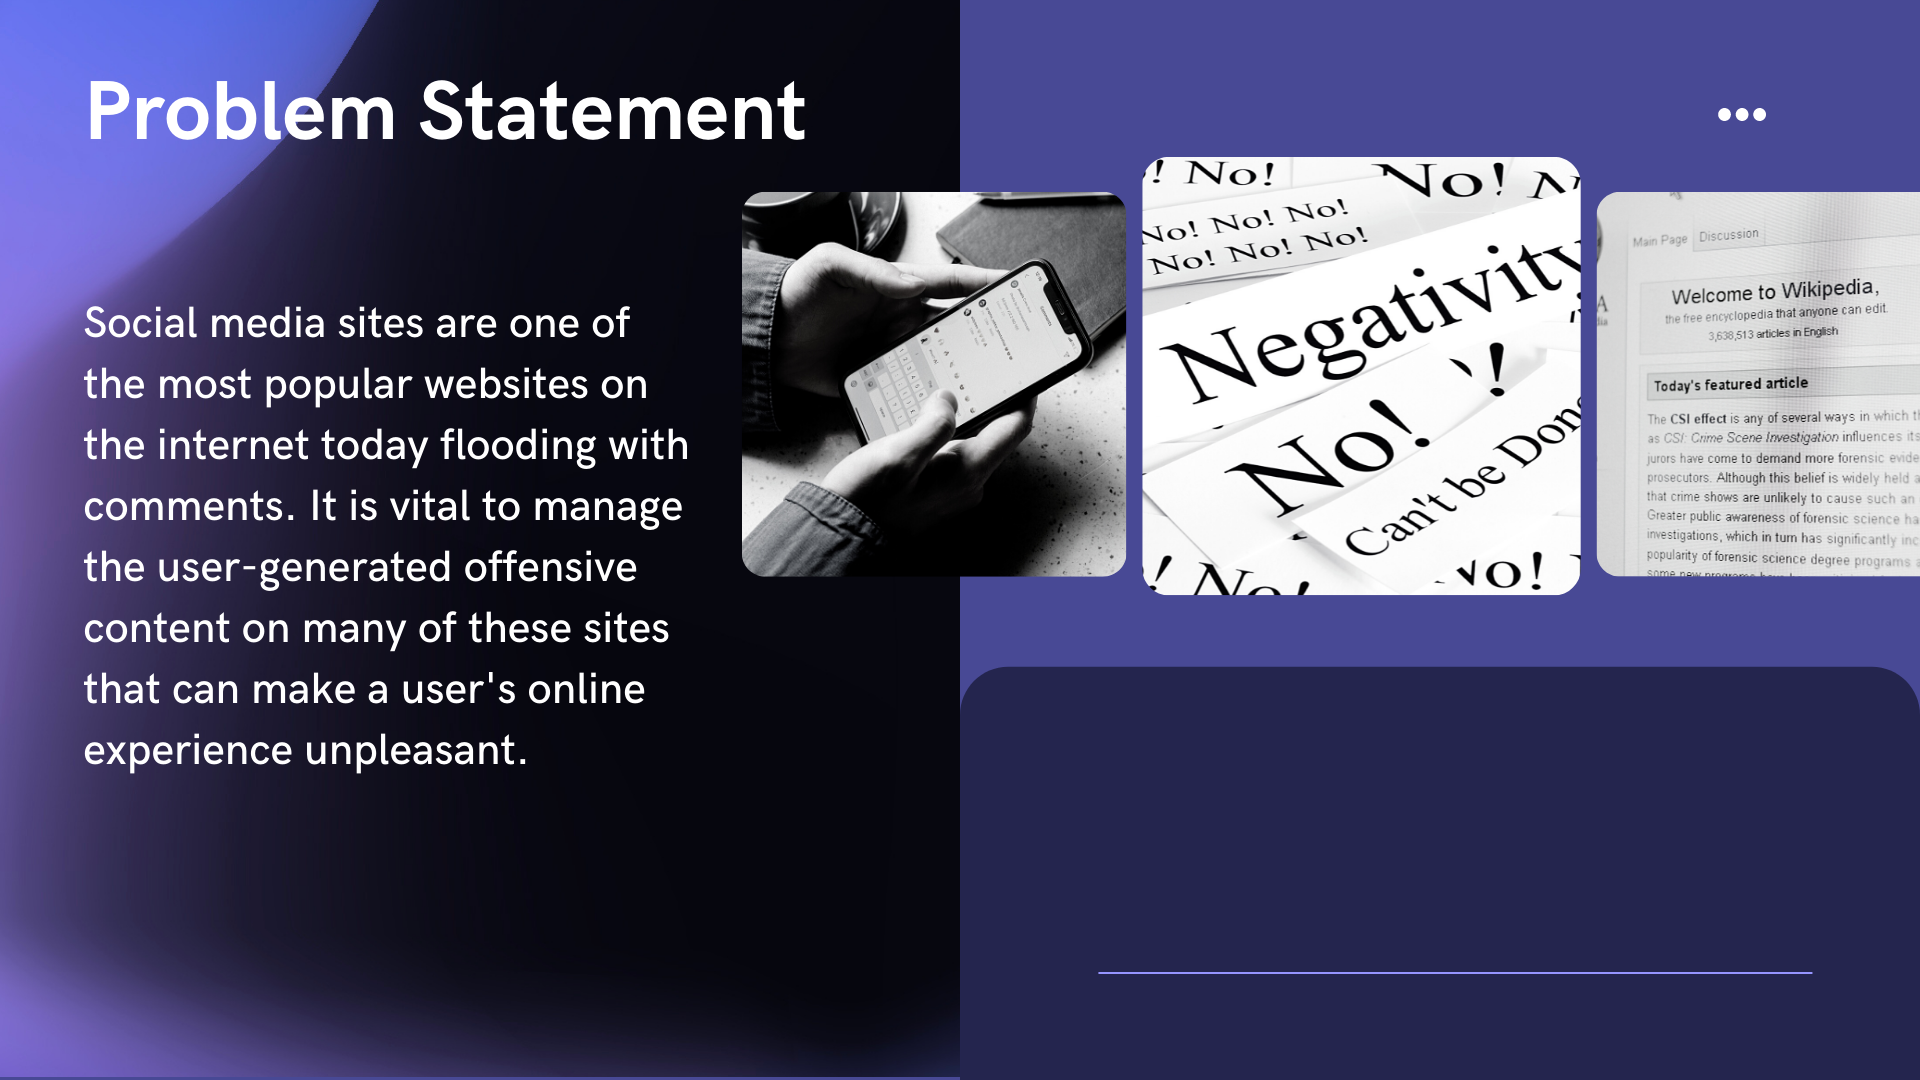 Problem Statement
Social media sites are one of
the most popular websites on
the internet today flooding with
comments. It is vital to manage
the user-generated offensive
content on many of these sites
that can make a user's online
experience unpleasant.
No!
No!
No! No! No!
No! No! No!
Negativity
No!
Can't be Don
No!
Main Page Discussion
Welcome to Wikipedia,
the free encyclopedia that anyone can edit.
3,638,513 articles in English
Today's featured article
The CSI effect is any of several ways in which
as CSI: Crime Scene Investigation influences its
jurors have come to demand more forensic
prosecutors. Although this belief is widely held
that crime shows are unlikely to cause such an
Greater public awareness of forensic science
investigations, which in turn has significantly
popularity of forensic science degree programs
some new programs